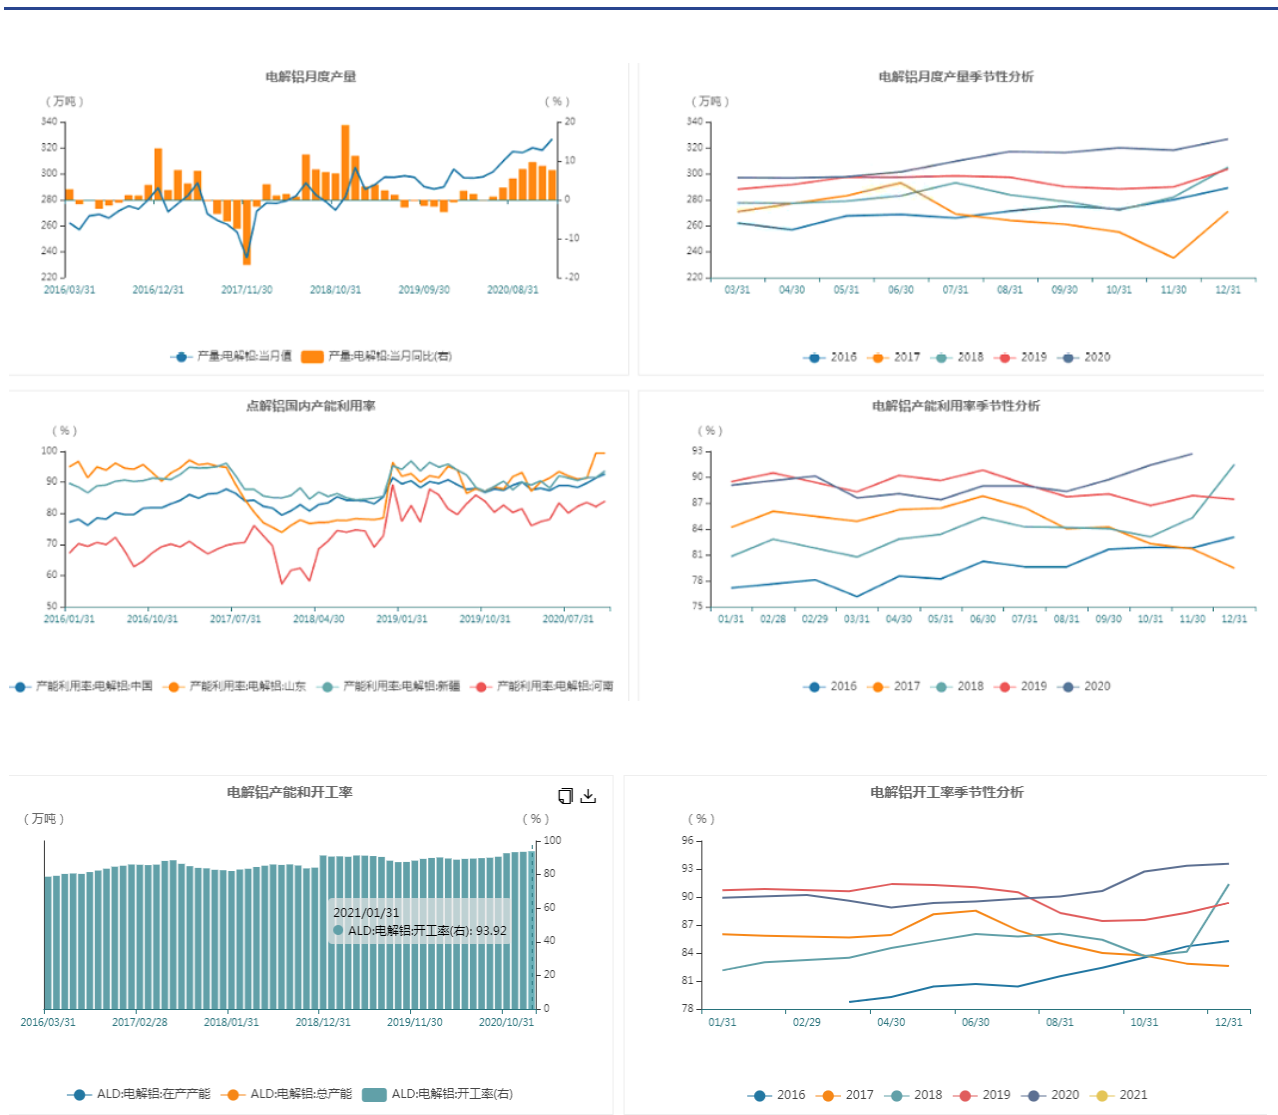 电解铝月度产量
（万吨）
（%）
340
320
300
280
260
240
220
20
10
0
-10
-20
2016/03/31 2016/12/31 2017/11/30 2018/10/31 2019/09/30 2020/08/31
产量:电解铝:当月值 产量:电解铝:当月同比(右)
电解铝月度产量季节性分析
（万吨）
340
320
300
280
260
240
220
03/31 04/30 05/31 06/30 07/31 08/31 09/30 10/31 11/30 12/31
2016 2017 2018 2019 2020
点解铝国内产能利用率
（%）
100
90
80
70
60
50
2016/01/31 2016/10/31 2017/07/31 2018/04/30 2019/01/31 2019/10/31 2020/07/31
产能利用率:电解铝:中国 产能利用率:电解铝:山东 产能利用率:电解铝:新疆 产能利用率:电解铝:河南
电解铝产能利用率季节性分析
（%）
93
90
87
84
81
78
75
01/31 02/28 02/29 03/31 04/30 05/31 06/30 07/31 08/31 09/30 10/31 11/30 12/31
2016 2017 2018 2019 2020
电解铝产能和开工率
（万吨）
（%）
100
80
60
40
20
0
2021/01/31
ALD:电解铝:开工率(右): 93.92
2016/03/31 2017/02/28 2018/01/31 2018/12/31 2019/11/30 2020/10/31
ALD:电解铝:在产产能 ALD:电解铝:总产能 ALD:电解铝:开工率(右)
电解铝开工率季节性分析
（%）
96
93
90
87
84
81
78
01/31 02/29 04/30 06/30 08/31 10/31 12/31
2016 2017 2018 2019 2020 2021